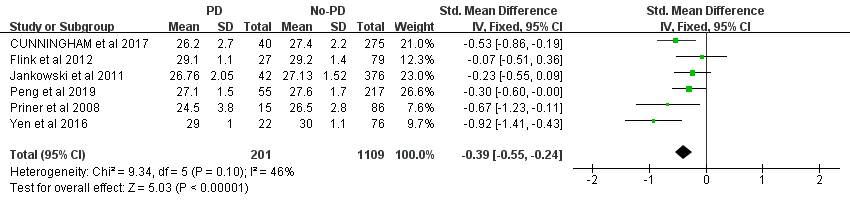 PD No-PD Std. Mean Difference Std. Mean Difference
Study or Subgroup Mean SD Total Mean SD Total Weight IV, Fixed, 95% CI IV, Fixed, 95% CI
CUNNINGHAM et al 2017 26.2 2.7 40 27.4 2.2 275 21.0% -0.53 [-0.86, -0.19]
Flink et al 2012 29.1 1.1 27 29.2 1.4 79 12.3% -0.07 [-0.51, 0.36]
Jankowski et al 2011 26.76 2.05 42 27.13 1.52 376 23.0% -0.23 [-0.55, 0.09]
Peng et al 2019 27.1 1.5 55 27.6 1.7 217 26.6% -0.30 [-0.60, -0.00]
Priner et al 2008 24.5 3.8 15 26.5 2.8 86 7.6% -0.67 [-1.23, -0.11]
Yen et al 2016 29 1 22 30 1.1 76 9.7% -0.92 [-1.41, -0.43]
Total (95% CI) 201 1109 100.0% -0.39 [-0.55, -0.24]
Heterogeneity: Chi² = 9.34, df = 5 (P = 0.10); I² = 46%
Test for overall effect: Z = 5.03 (P < 0.00001)
-2 -1 0 1 2